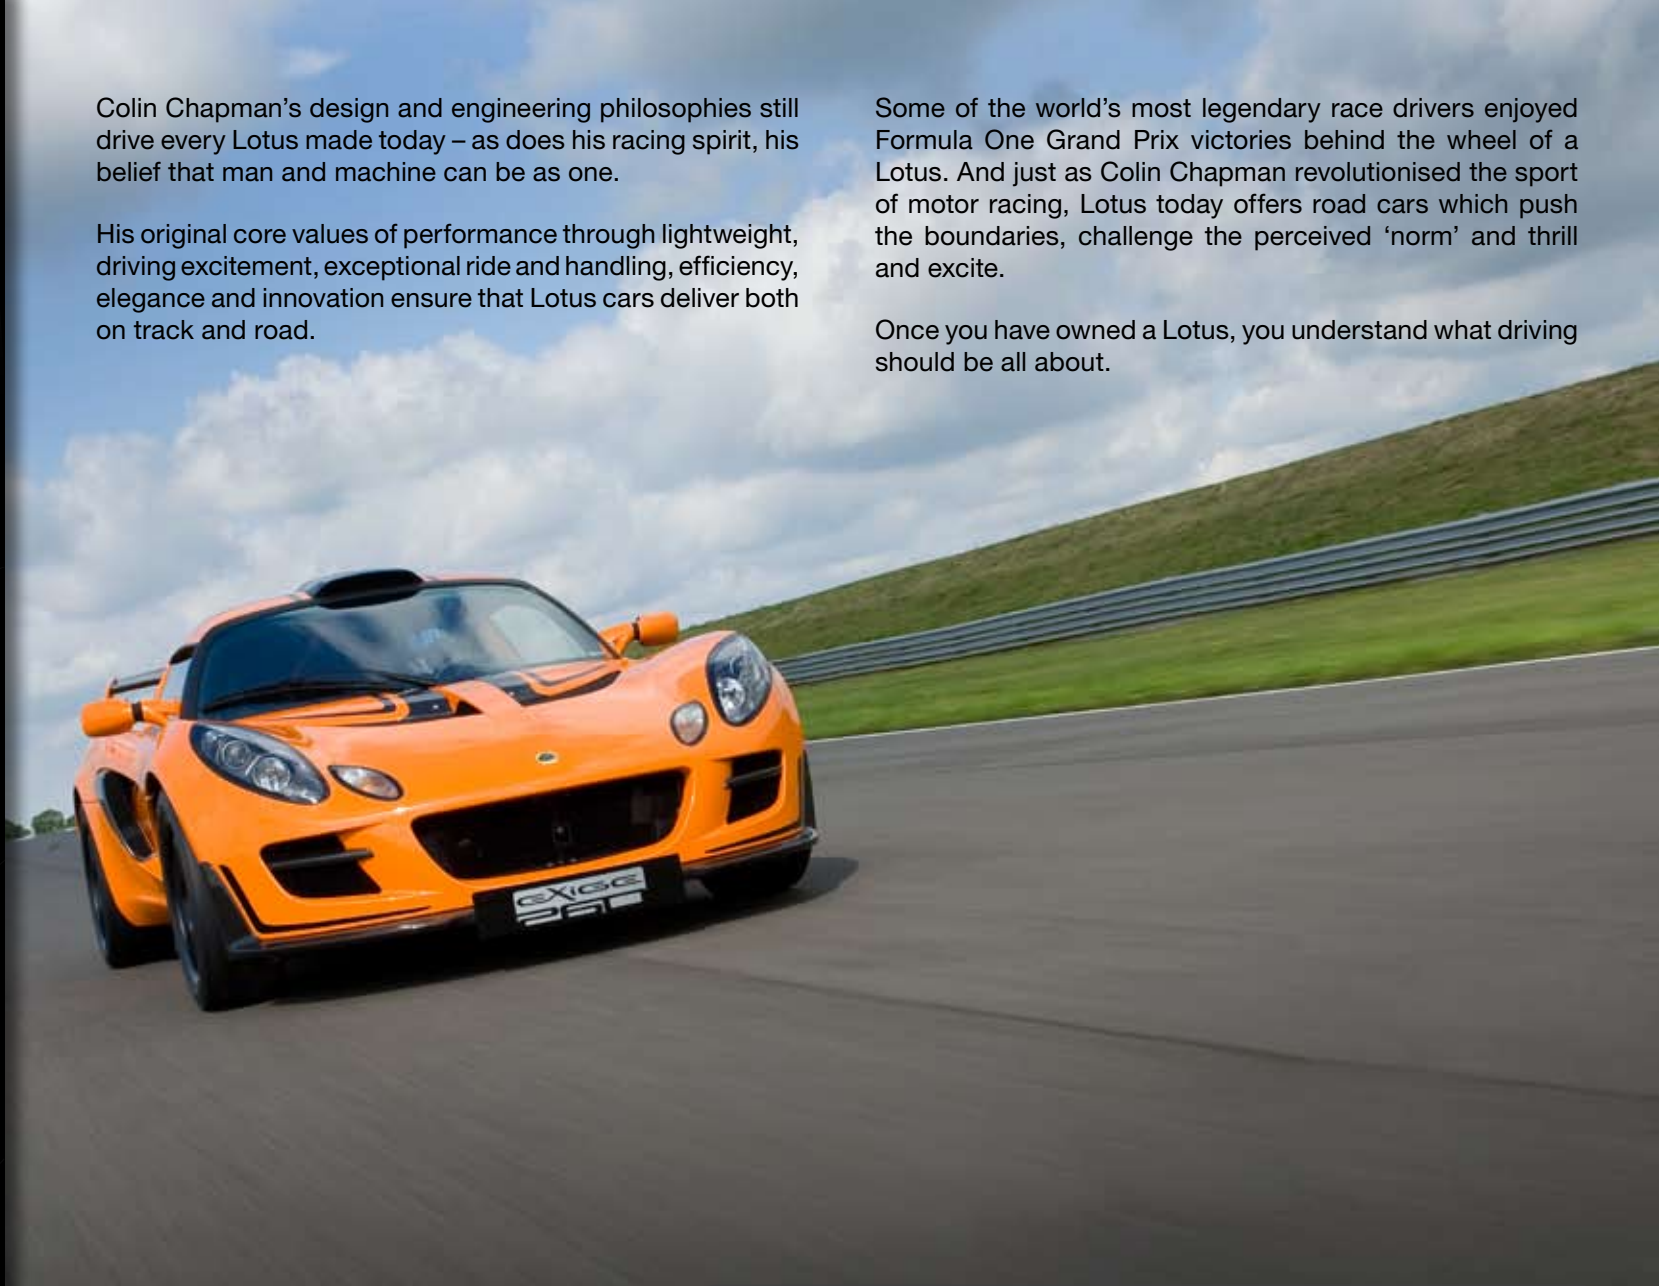 Colin Chapman’s design and engineering philosophies still
drive every Lotus made today – as does his racing spirit, his
belief that man and machine can be as one.
His original core values of performance through lightweight,
driving excitement, exceptional ride and handling, efficiency,
elegance and innovation ensure that Lotus cars deliver both
on track and road.
Some of the world’s most legendary race drivers enjoyed
Formula One Grand Prix victories behind the wheel of a
Lotus. And just as Colin Chapman revolutionised the sport
of motor racing, Lotus today offers road cars which push
the boundaries, challenge the perceived ‘norm’ and thrill
and excite.
Once you have owned a Lotus, you understand what driving
should be all about.
eXiGe